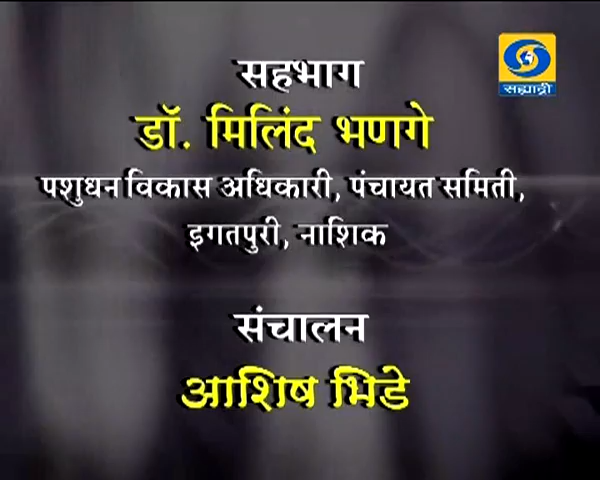 सहभाग
सह्याद्री
डॉ. मिलिंद भणगे
पशुधन विकास अधिकारी, पंचायत समिती,
इगतपुरी, नाशिक
संचालन
आशिष भिडे